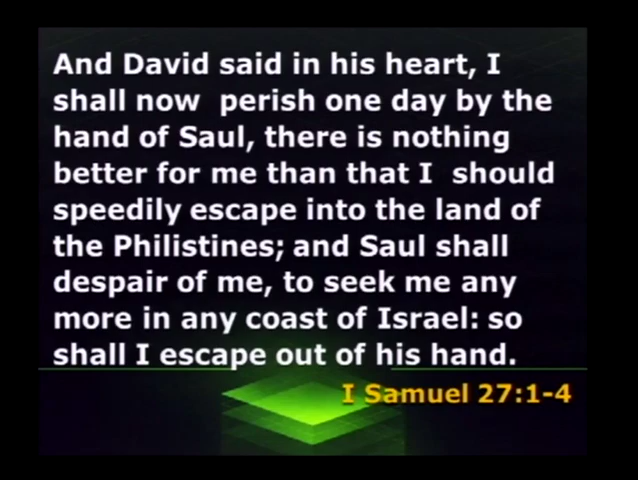 And David said in his heart, I
shall now perish one day by the
hand of Saul, there is nothing
better for me than that I should
speedily escape into the land of
the Philistines; and Saul shall
despair of me, to seek me any
more in any coast of Israel: so
shall I escape out of his hand.
I Samuel 27:1-4